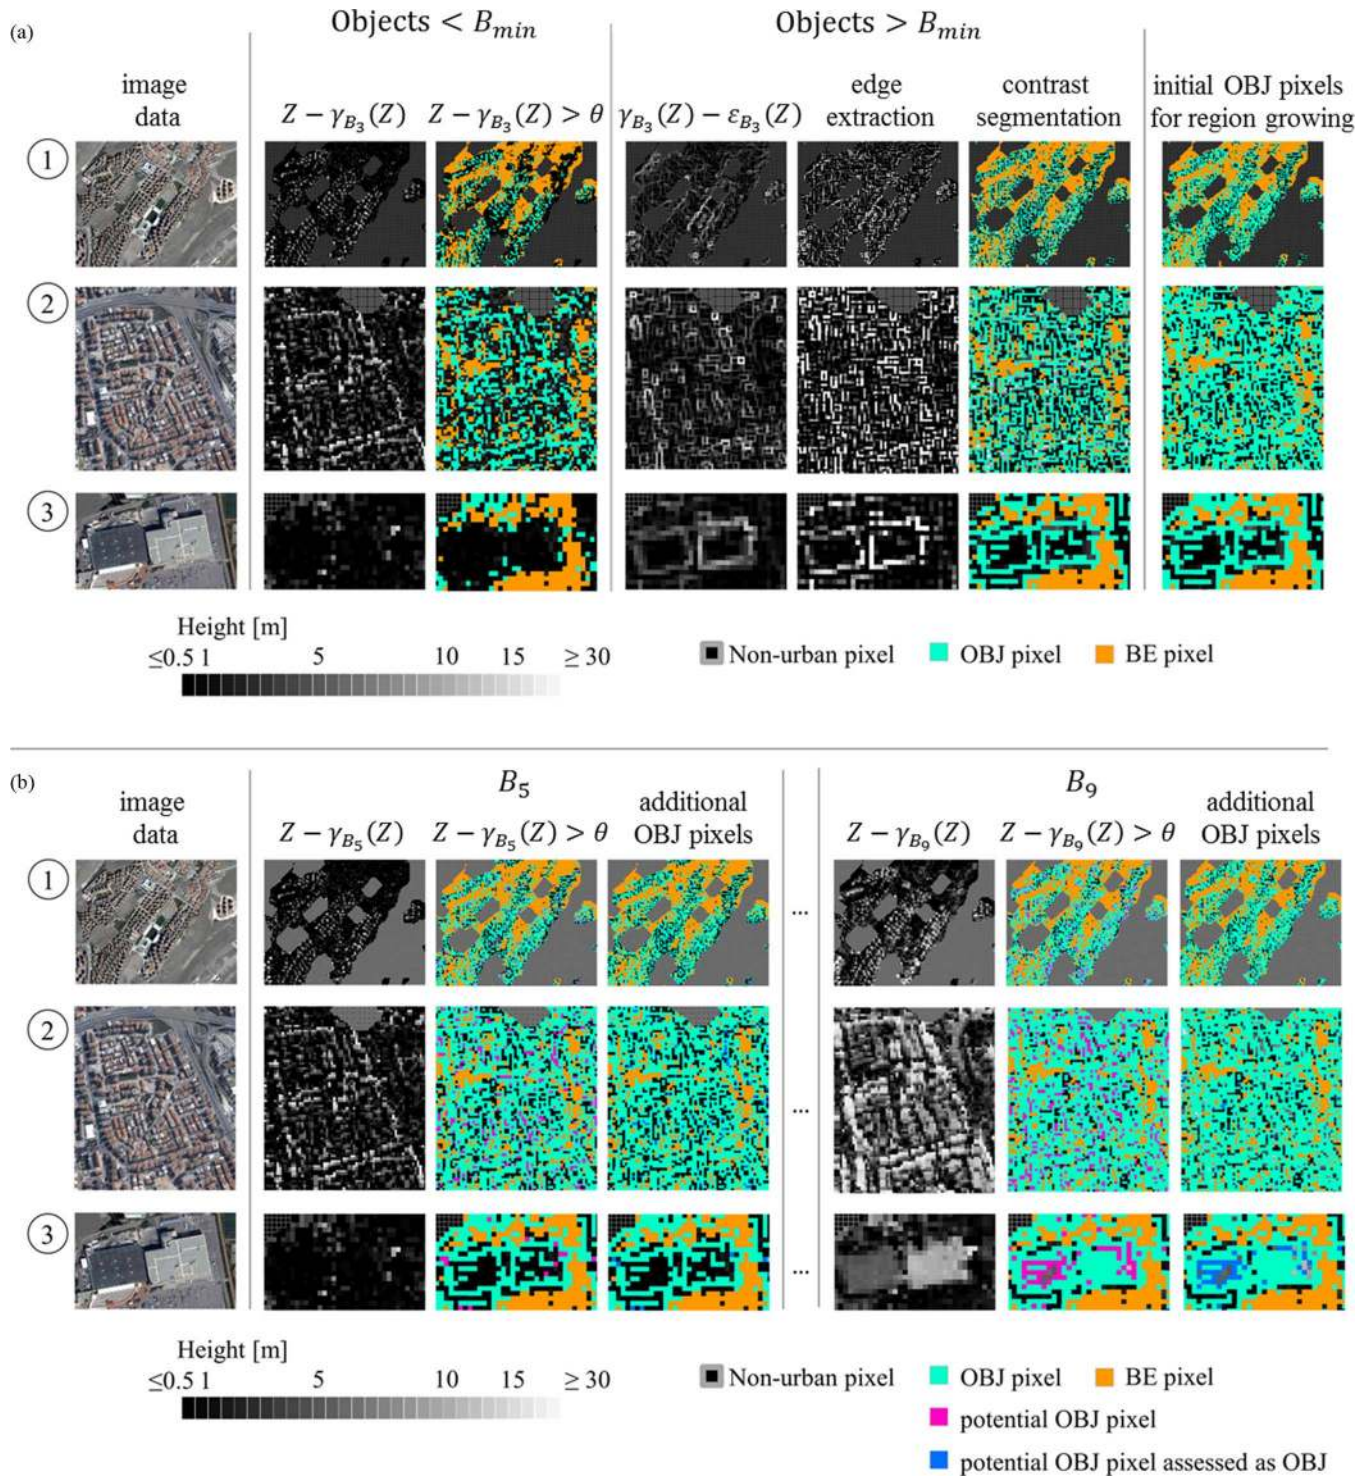 (a)
Objects < B_min
Objects > B_min
image
data
Z − γ_B₃(Z)
Z − γ_B₃(Z) > θ
γ_B₃(Z) − ε_B₃(Z)
edge
extraction
contrast
segmentation
initial OBJ pixels
for region growing
1
2
3
Height [m]
≤0.5 1 5 10 15 ≥ 30
Non-urban pixel
OBJ pixel
BE pixel
(b)
B₅
B₉
image
data
Z − γ_B₅(Z)
Z − γ_B₅(Z) > θ
additional
OBJ pixels
Z − γ_B₉(Z)
Z − γ_B₉(Z) > θ
additional
OBJ pixels
1
...
2
...
3
...
Height [m]
≤0.5 1 5 10 15 ≥ 30
Non-urban pixel
OBJ pixel
BE pixel
potential OBJ pixel
potential OBJ pixel assessed as OBJ